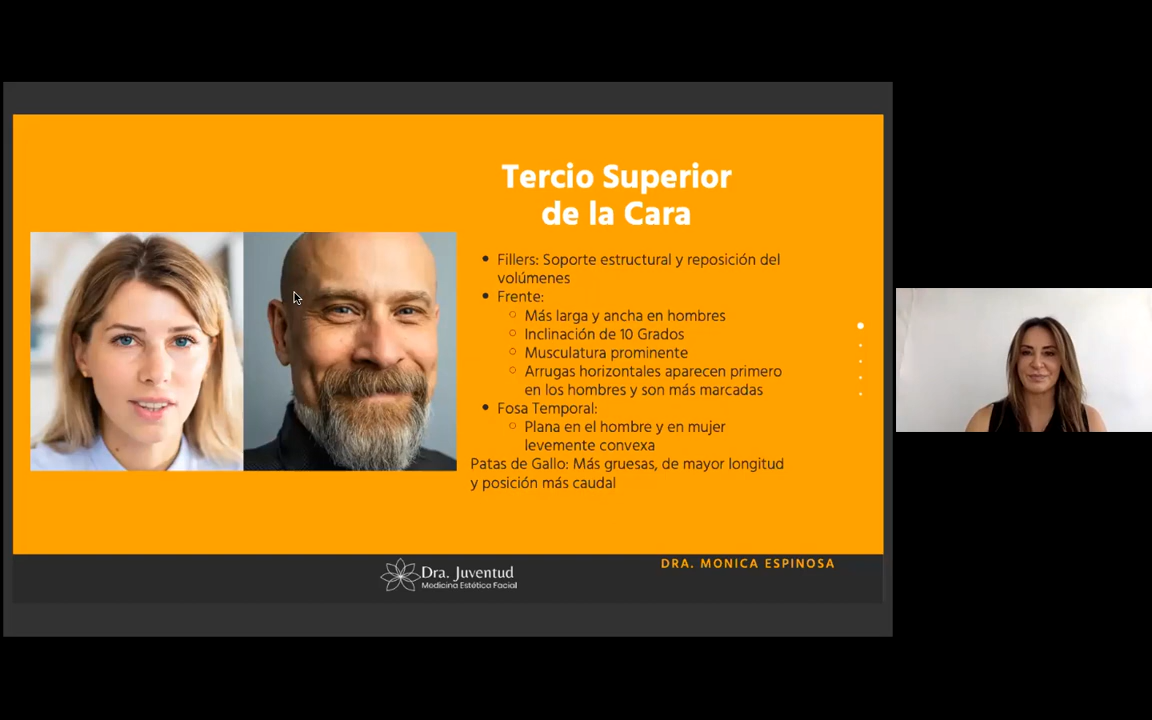 Tercio Superior
de la Cara
• Fillers: Soporte estructural y reposición del
volúmenes
• Frente:
○ Más larga y ancha en hombres
○ Inclinación de 10 Grados
○ Musculatura prominente
○ Arrugas horizontales aparecen primero
en los hombres y son más marcadas
• Fosa Temporal:
○ Plana en el hombre y en mujer
levemente convexa
Patas de Gallo: Más gruesas, de mayor longitud
y posición más caudal
Dra. Juventud
Medicina Estética Facial
DRA. MONICA ESPINOSA